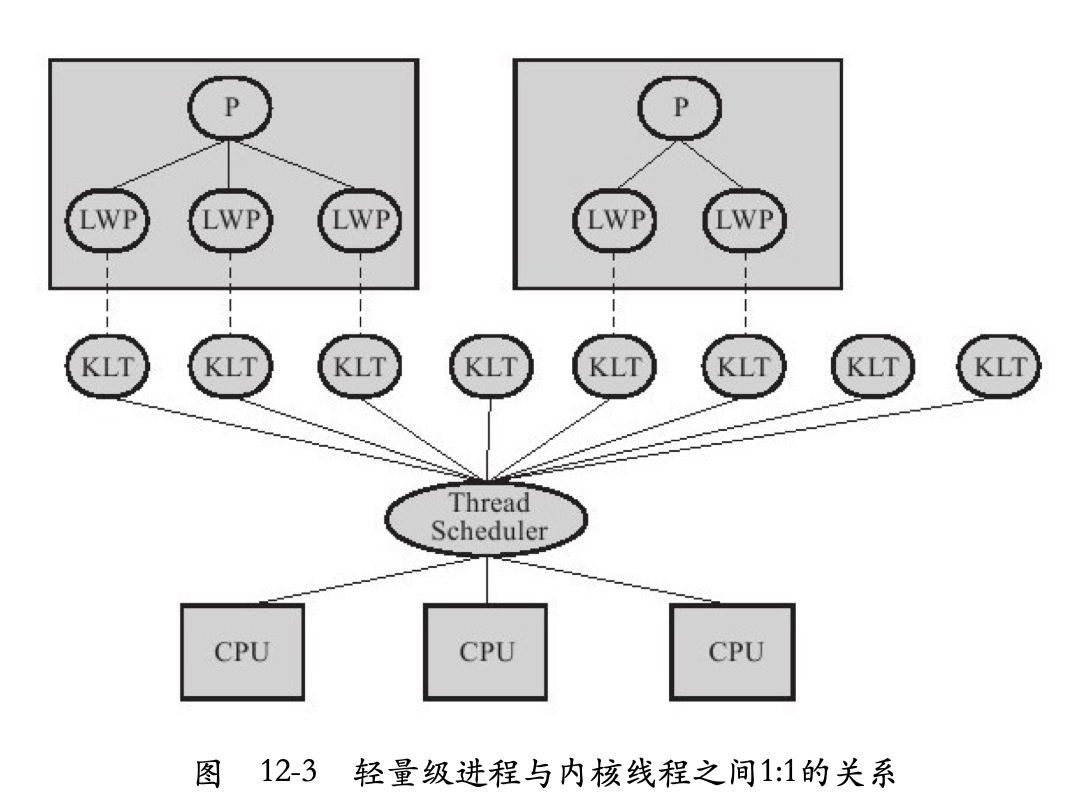 P P
LWP LWP LWP LWP LWP
KLT KLT KLT KLT KLT KLT KLT KLT
Thread
Scheduler
CPU CPU CPU
图 12-3 轻量级进程与内核线程之间1:1的关系